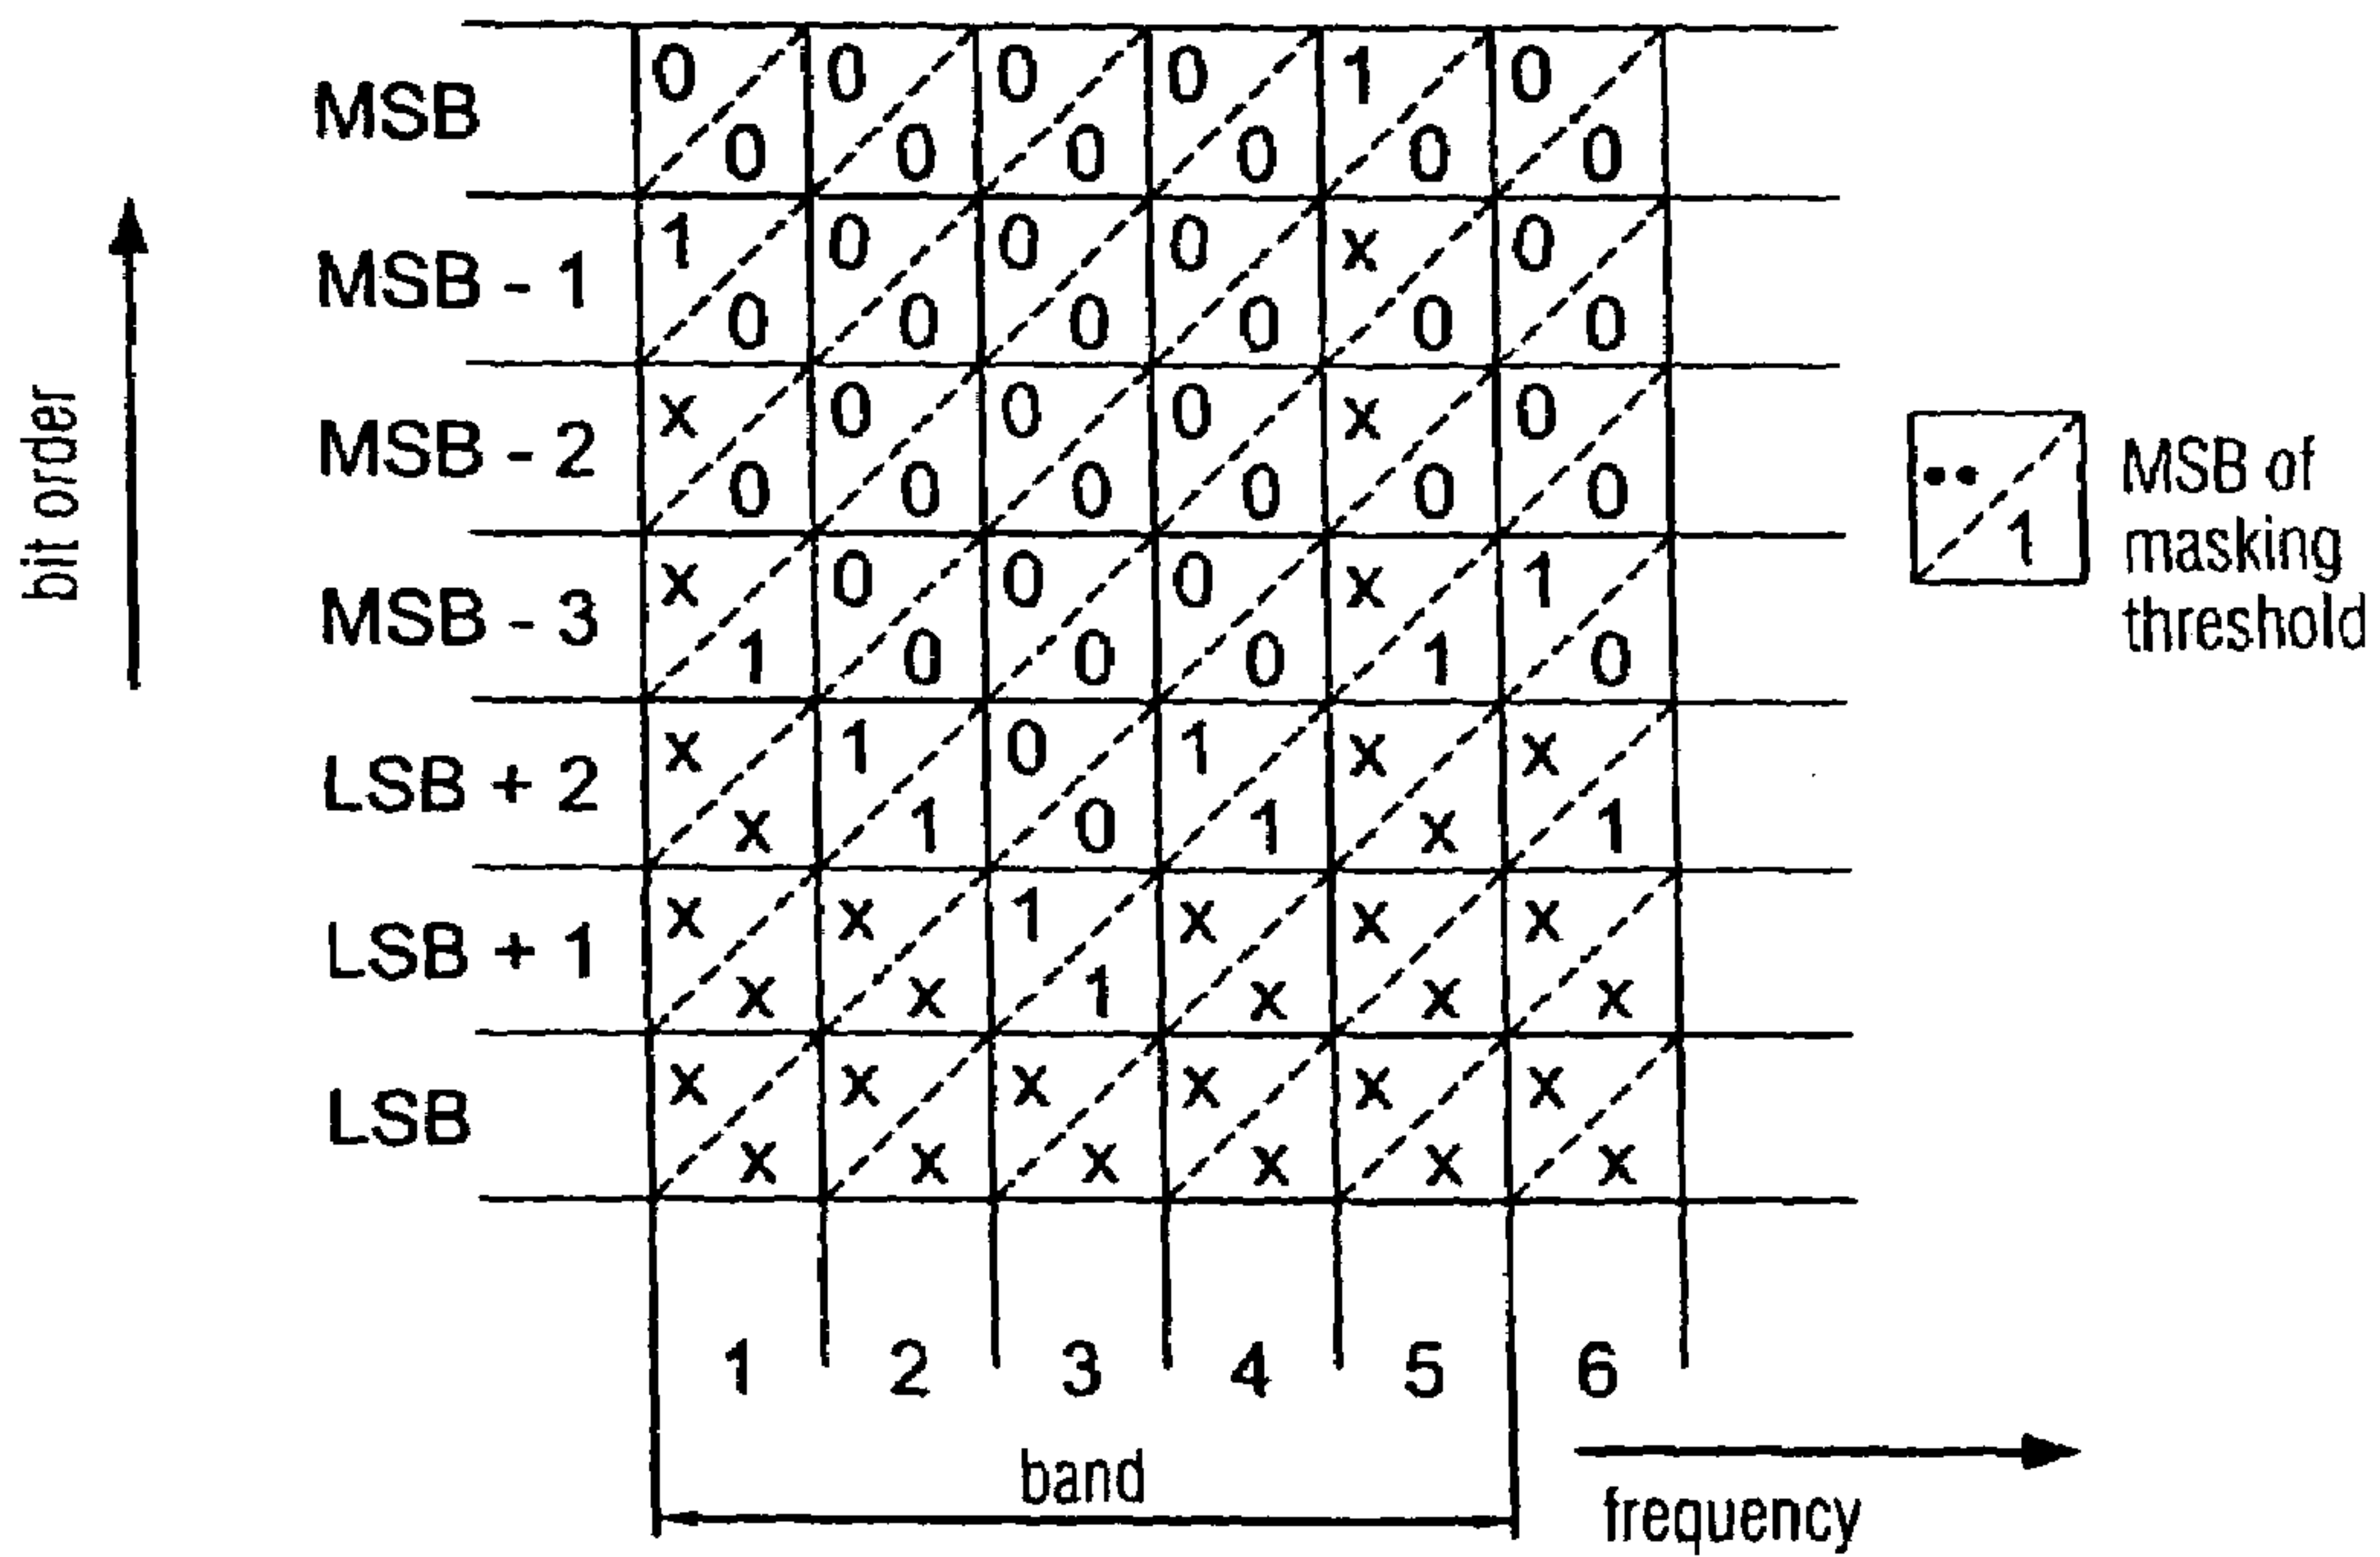 MSB 0 0 0 0 1 0
0 0 0 0 0 0
MSB - 1 1 0 0 0 x 0
0 0 0 0 0 0
MSB - 2 x 0 0 0 x 0
0 0 0 0 0 0
MSB - 3 x 0 0 0 x 1
1 0 0 0 1 0
LSB + 2 x 1 0 1 x x
x 1 0 1 x 1
LSB + 1 x x 1 x x x
x x 1 x x x
LSB x x x x x x
x x x x x x
1 2 3 4 5 6
band
frequency
bit order
•• 1
MSB of
masking
threshold